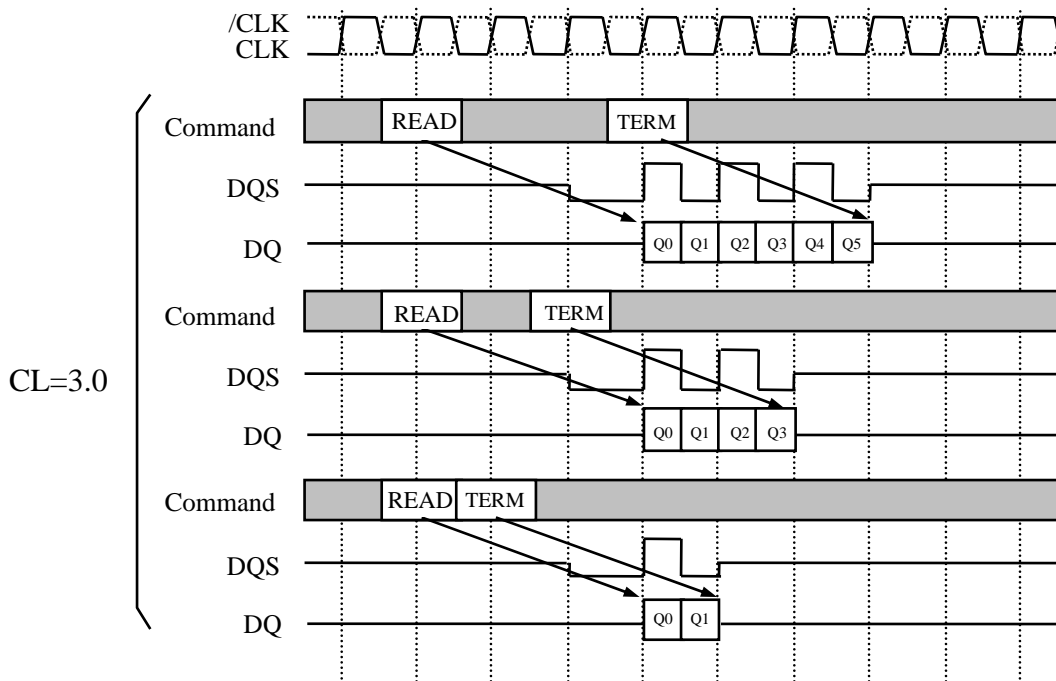 /CLK
CLK
Command READ TERM
DQS
DQ Q0 Q1 Q2 Q3 Q4 Q5
Command READ TERM
DQS
CL=3.0
DQ Q0 Q1 Q2 Q3
Command READ TERM
DQS
DQ Q0 Q1